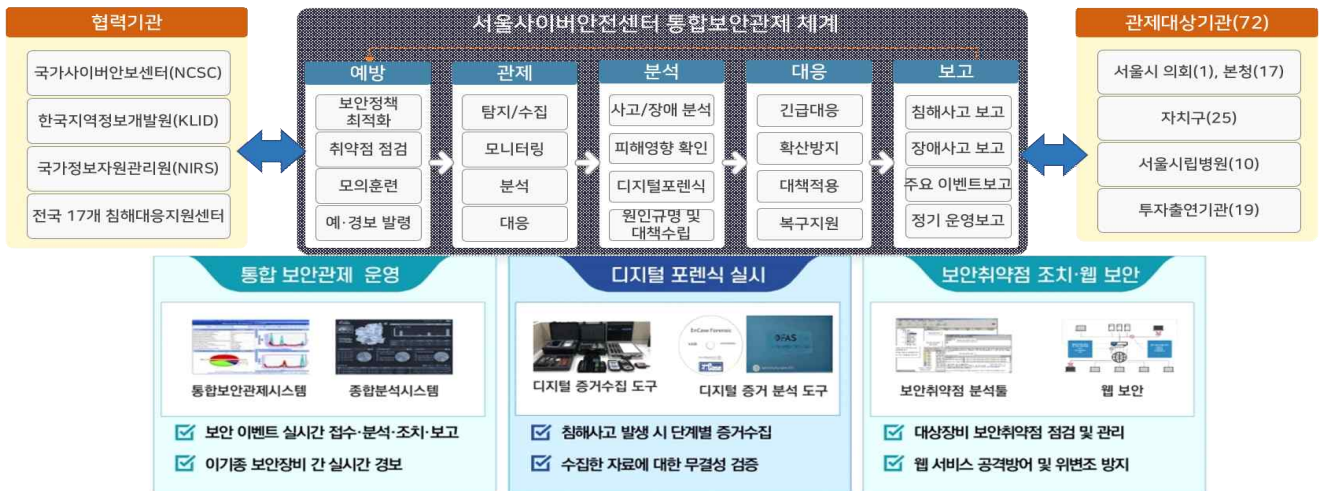 협력기관
국가사이버안보센터(NCSC)
한국지역정보개발원(KLID)
국가정보자원관리원(NIRS)
전국 17개 침해대응지원센터
서울사이버안전센터 통합보안관제 체계
예방
보안정책
최적화
취약점 점검
모의훈련
예·경보 발령
관제
탐지/수집
모니터링
분석
대응
분석
사고/장애 분석
피해영향 확인
디지털포렌식
원인규명 및
대책수립
대응
긴급대응
확산방지
대책적용
복구지원
보고
침해사고 보고
장애사고 보고
주요 이벤트보고
정기 운영보고
관제대상기관(72)
서울시 의회(1), 본청(17)
자치구(25)
서울시립병원(10)
투자출연기관(19)
통합 보안관제 운영
통합보안관제시스템
종합분석시스템
보안 이벤트 실시간 접수·분석·조치·보고
이기종 보안장비 간 실시간 경보
디지털 포렌식 실시
EnCase Forensic
DFAS
디지털 증거수집 도구
디지털 증거 분석 도구
침해사고 발생 시 단계별 증거수집
수집한 자료에 대한 무결성 검증
보안취약점 조치·웹 보안
보안취약점 분석툴
웹 보안
대상장비 보안취약점 점검 및 관리
웹 서비스 공격방어 및 위변조 방지